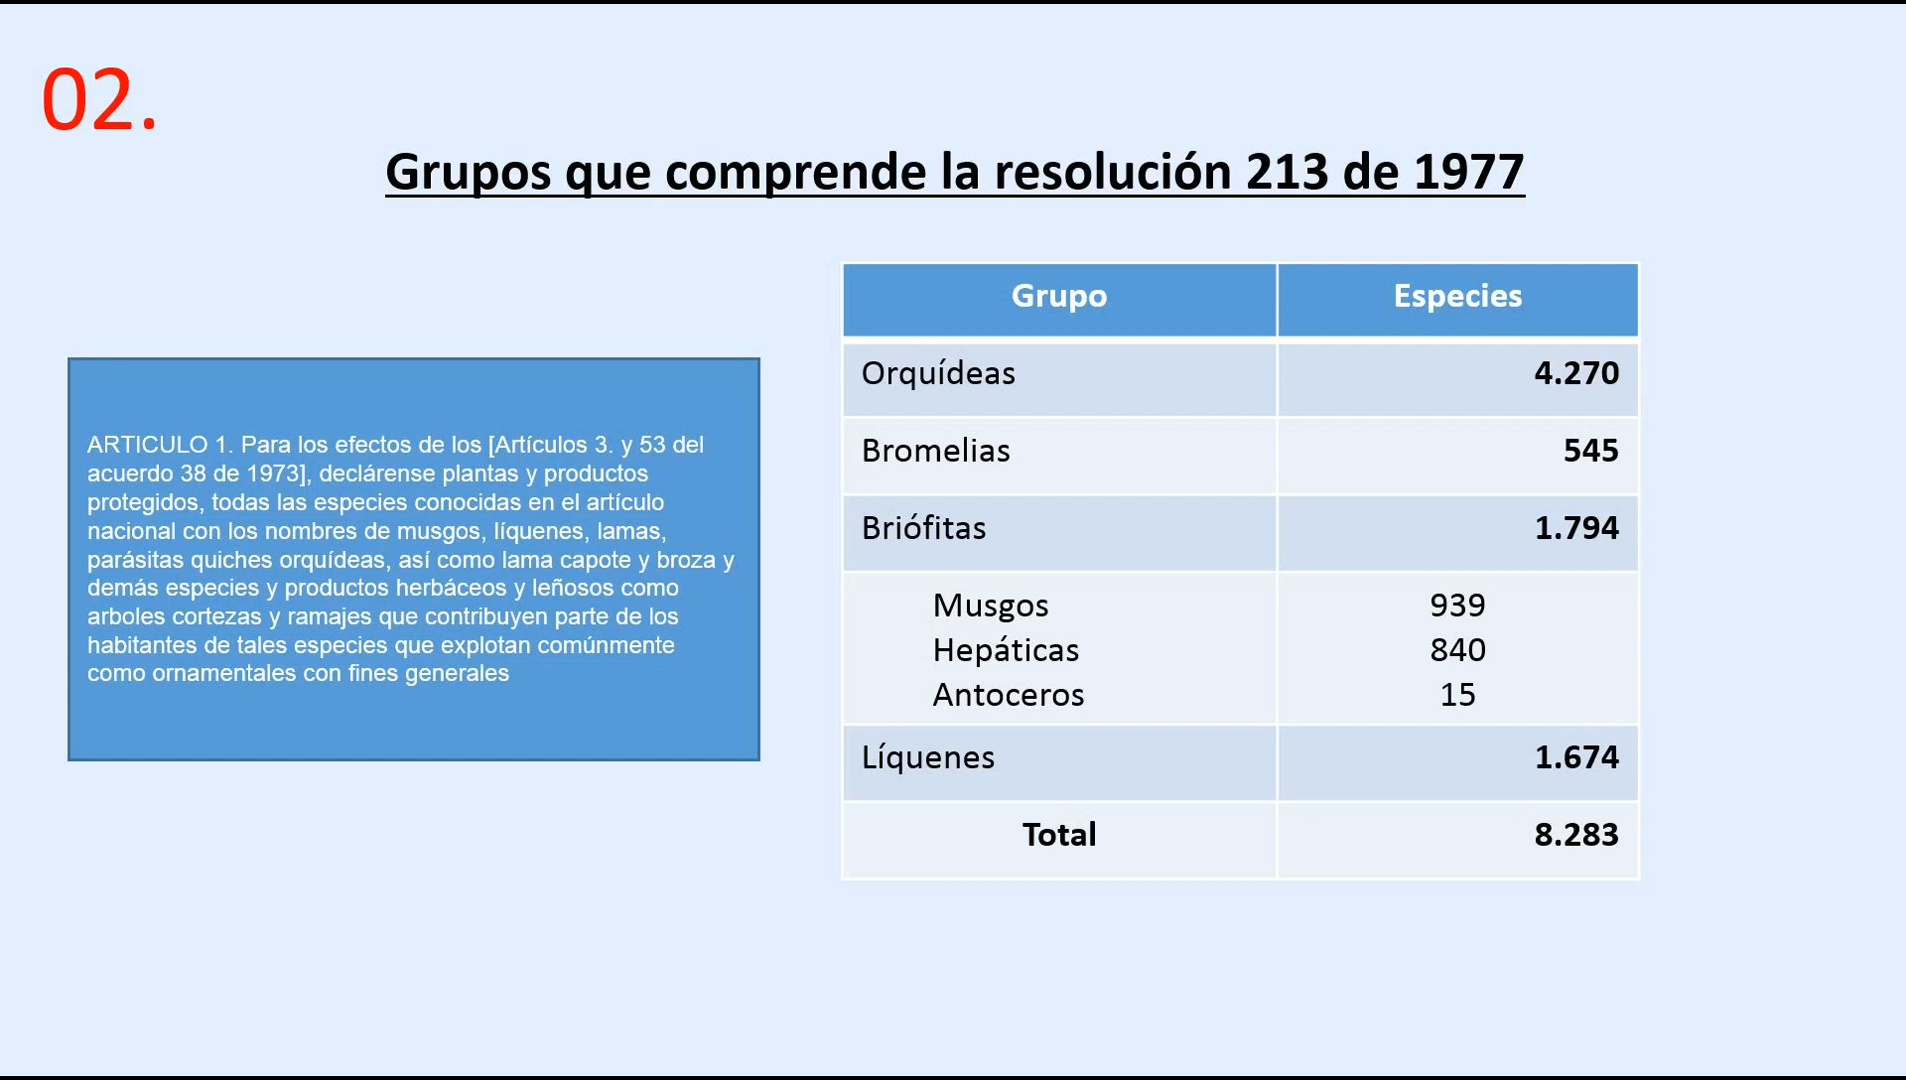 02.
Grupos que comprende la resolución 213 de 1977
ARTICULO 1. Para los efectos de los [Artículos 3. y 53 del
acuerdo 38 de 1973], declárense plantas y productos
protegidos, todas las especies conocidas en el artículo
nacional con los nombres de musgos, líquenes, lamas,
parásitas quiches orquídeas, así como lama capote y broza y
demás especies y productos herbáceos y leñosos como
arboles cortezas y ramajes que contribuyen parte de los
habitantes de tales especies que explotan comúnmente
como ornamentales con fines generales
Grupo Especies
Orquídeas 4.270
Bromelias 545
Briófitas 1.794
Musgos 939
Hepáticas 840
Antoceros 15
Líquenes 1.674
Total 8.283